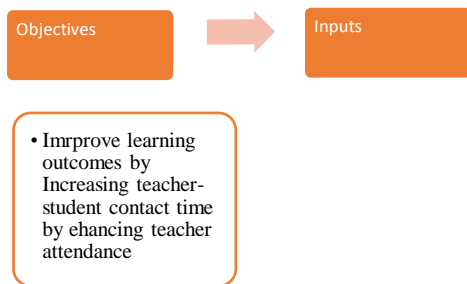 Objectives
Inputs
• Imrprove learning
outcomes by
Increasing teacher-
student contact time
by ehancing teacher
attendance